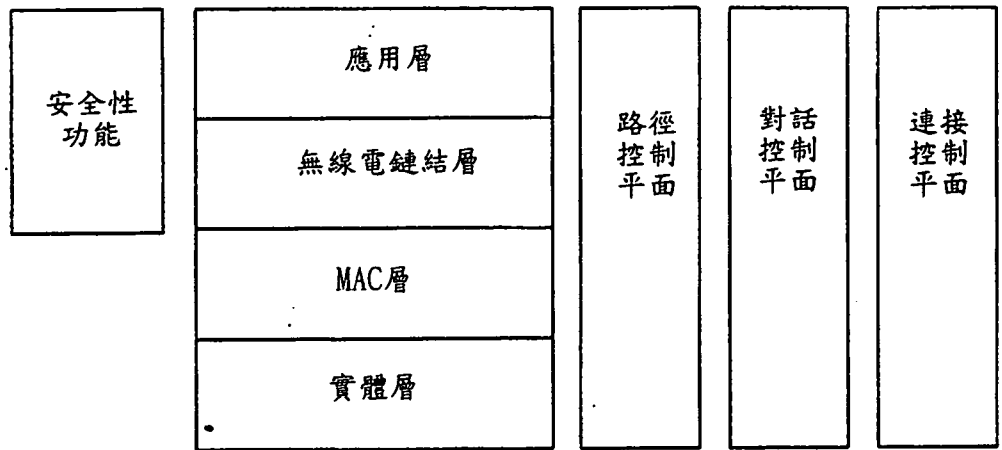 安全性
功能
應用層
無線電鏈結層
MAC層
實體層
路徑
控制
平面
對話
控制
平面
連接
控制
平面